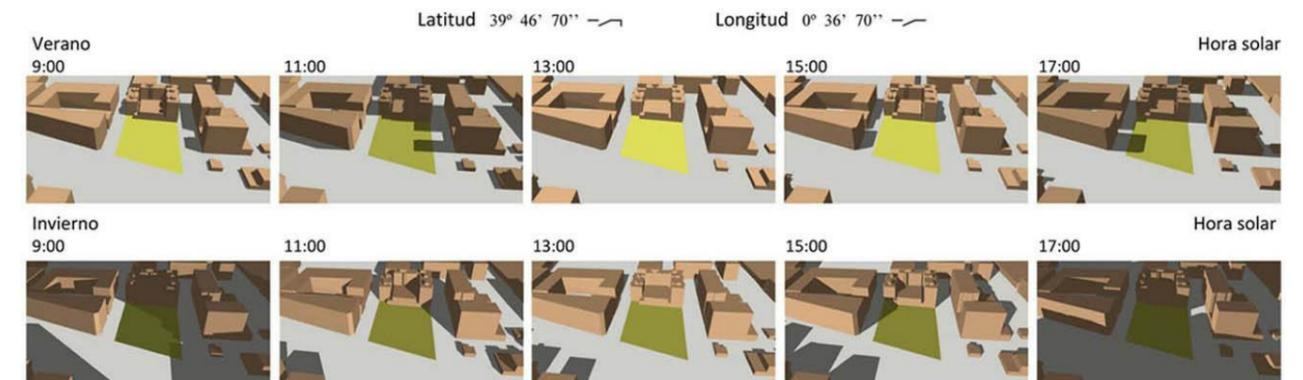 Latitud 39º 46’ 70’’ Longitud 0º 36’ 70’’
Verano Hora solar
9:00 11:00 13:00 15:00 17:00
Invierno Hora solar
9:00 11:00 13:00 15:00 17:00